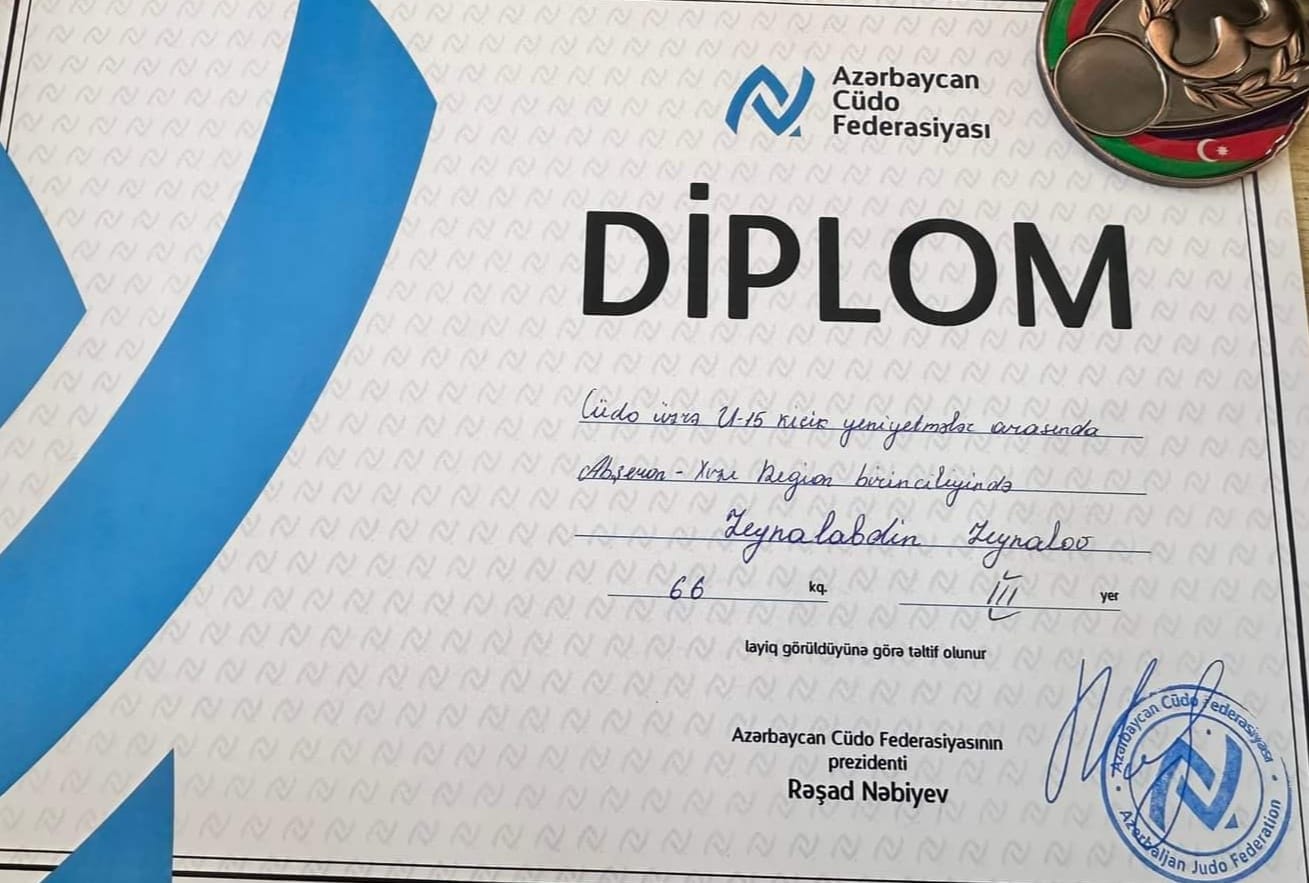 Azərbaycan
Cüdo
Federasiyası
DİPLOM
Cüdo üzrə U-15 kiçik yeniyetmələr arasında
Abşeron - Xızı Region birinciliyində
Zeynalabdin Zeynalov
66 kq. III yer
layiq görüldüyünə görə təltif olunur
Azərbaycan Cüdo Federasiyasının
prezidenti
Rəşad Nəbiyev
Azərbaycan Cüdo Federasiyası
Azərbaijan Judo Federation